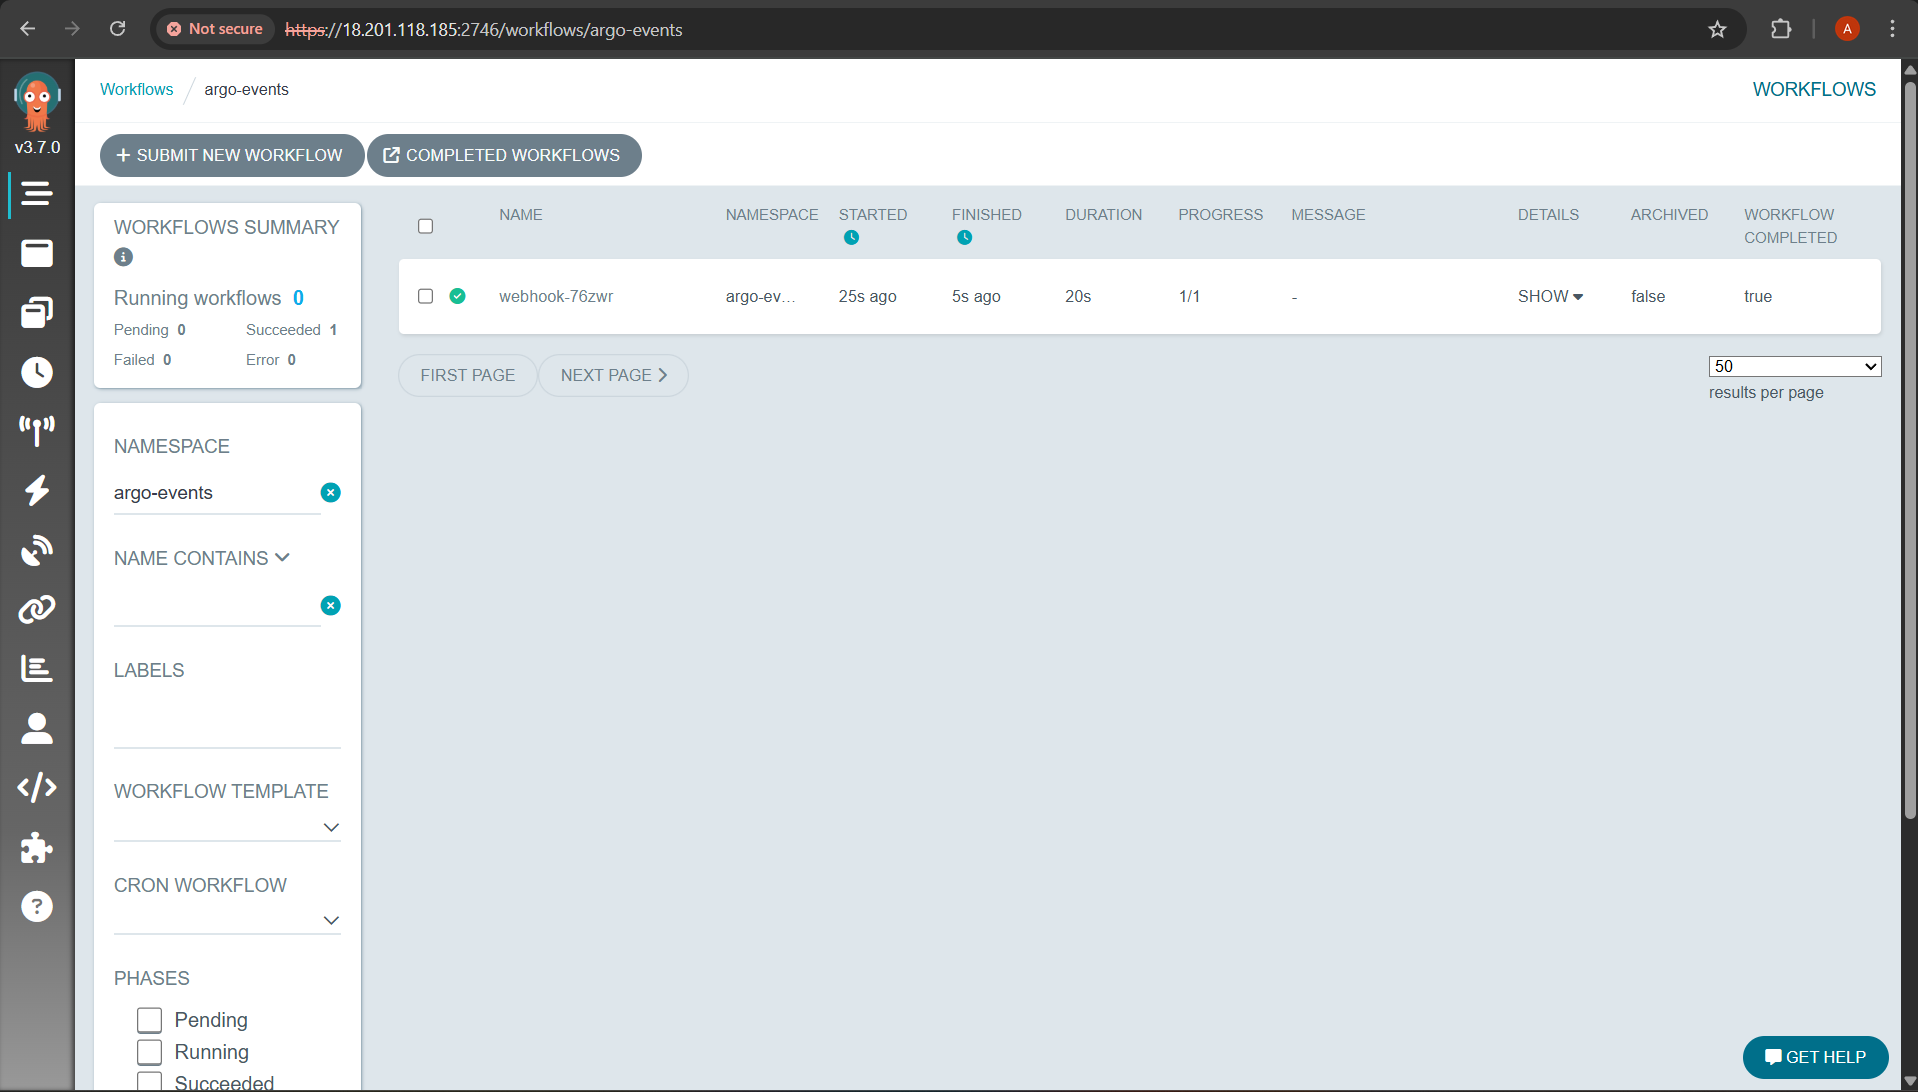 Not secure https://18.201.118.185:2746/workflows/argo-events
A
v3.7.0
Workflows argo-events
WORKFLOWS
SUBMIT NEW WORKFLOW COMPLETED WORKFLOWS
WORKFLOWS SUMMARY
Running workflows 0
Pending 0 Succeeded 1
Failed 0 Error 0
NAMESPACE
argo-events
NAME CONTAINS
LABELS
WORKFLOW TEMPLATE
CRON WORKFLOW
PHASES
Pending
Running
Succeeded
NAME NAMESPACE STARTED FINISHED DURATION PROGRESS MESSAGE DETAILS ARCHIVED WORKFLOW COMPLETED
webhook-76zwr argo-ev... 25s ago 5s ago 20s 1/1 - SHOW false true
FIRST PAGE NEXT PAGE
50
results per page
GET HELP